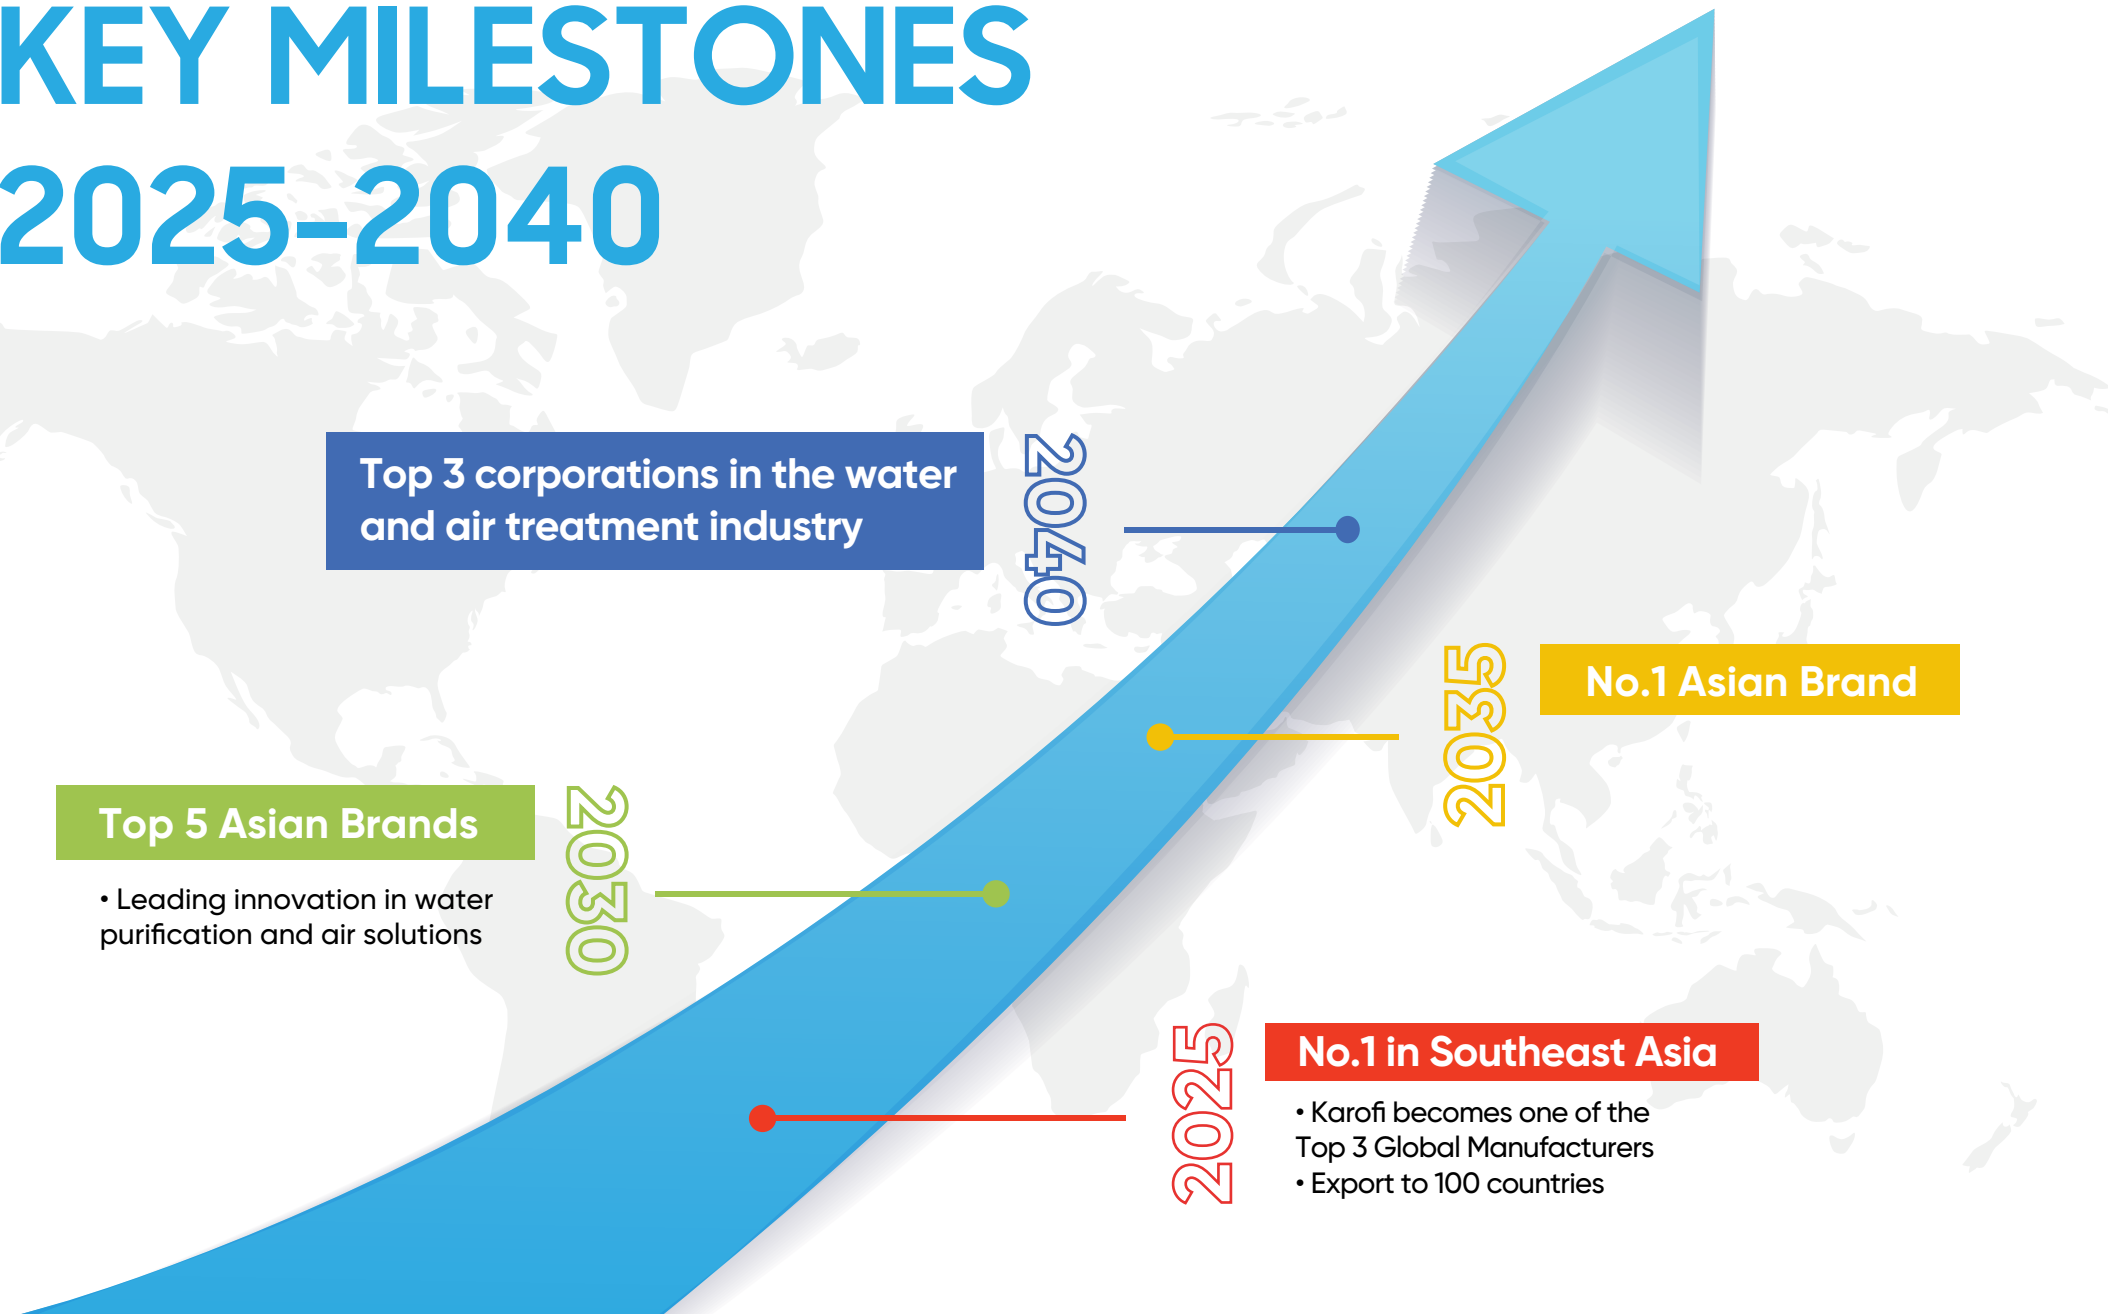 KEY MILESTONES
2025-2040
Top 3 corporations in the water
and air treatment industry
2040
2035
No.1 Asian Brand
Top 5 Asian Brands
• Leading innovation in water
purification and air solutions
2030
2025
No.1 in Southeast Asia
• Karofi becomes one of the
Top 3 Global Manufacturers
• Export to 100 countries